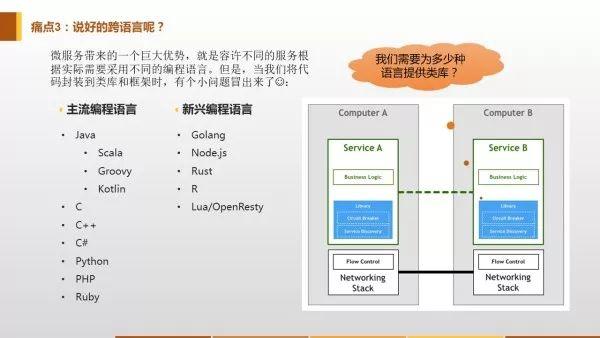 痛点3：说好的跨语言呢？
微服务带来的一个巨大优势，就是容许不同的服务根
据实际需要采用不同的编程语言。但是，当我们将代
码封装到类库和框架时，有个小问题冒出来了☺：
我们需要为多少种
语言提供类库？
主流编程语言
• Java
• Scala
• Groovy
• Kotlin
• C
• C++
• C#
• Python
• PHP
• Ruby
新兴编程语言
• Golang
• Node.js
• Rust
• R
• Lua/OpenResty
Computer A
Service A
Business Logic
Library
Circuit Breaker
Service Discovery
Flow Control
Networking
Stack
Computer B
Service B
Business Logic
Library
Circuit Breaker
Service Discovery
Flow Control
Networking
Stack